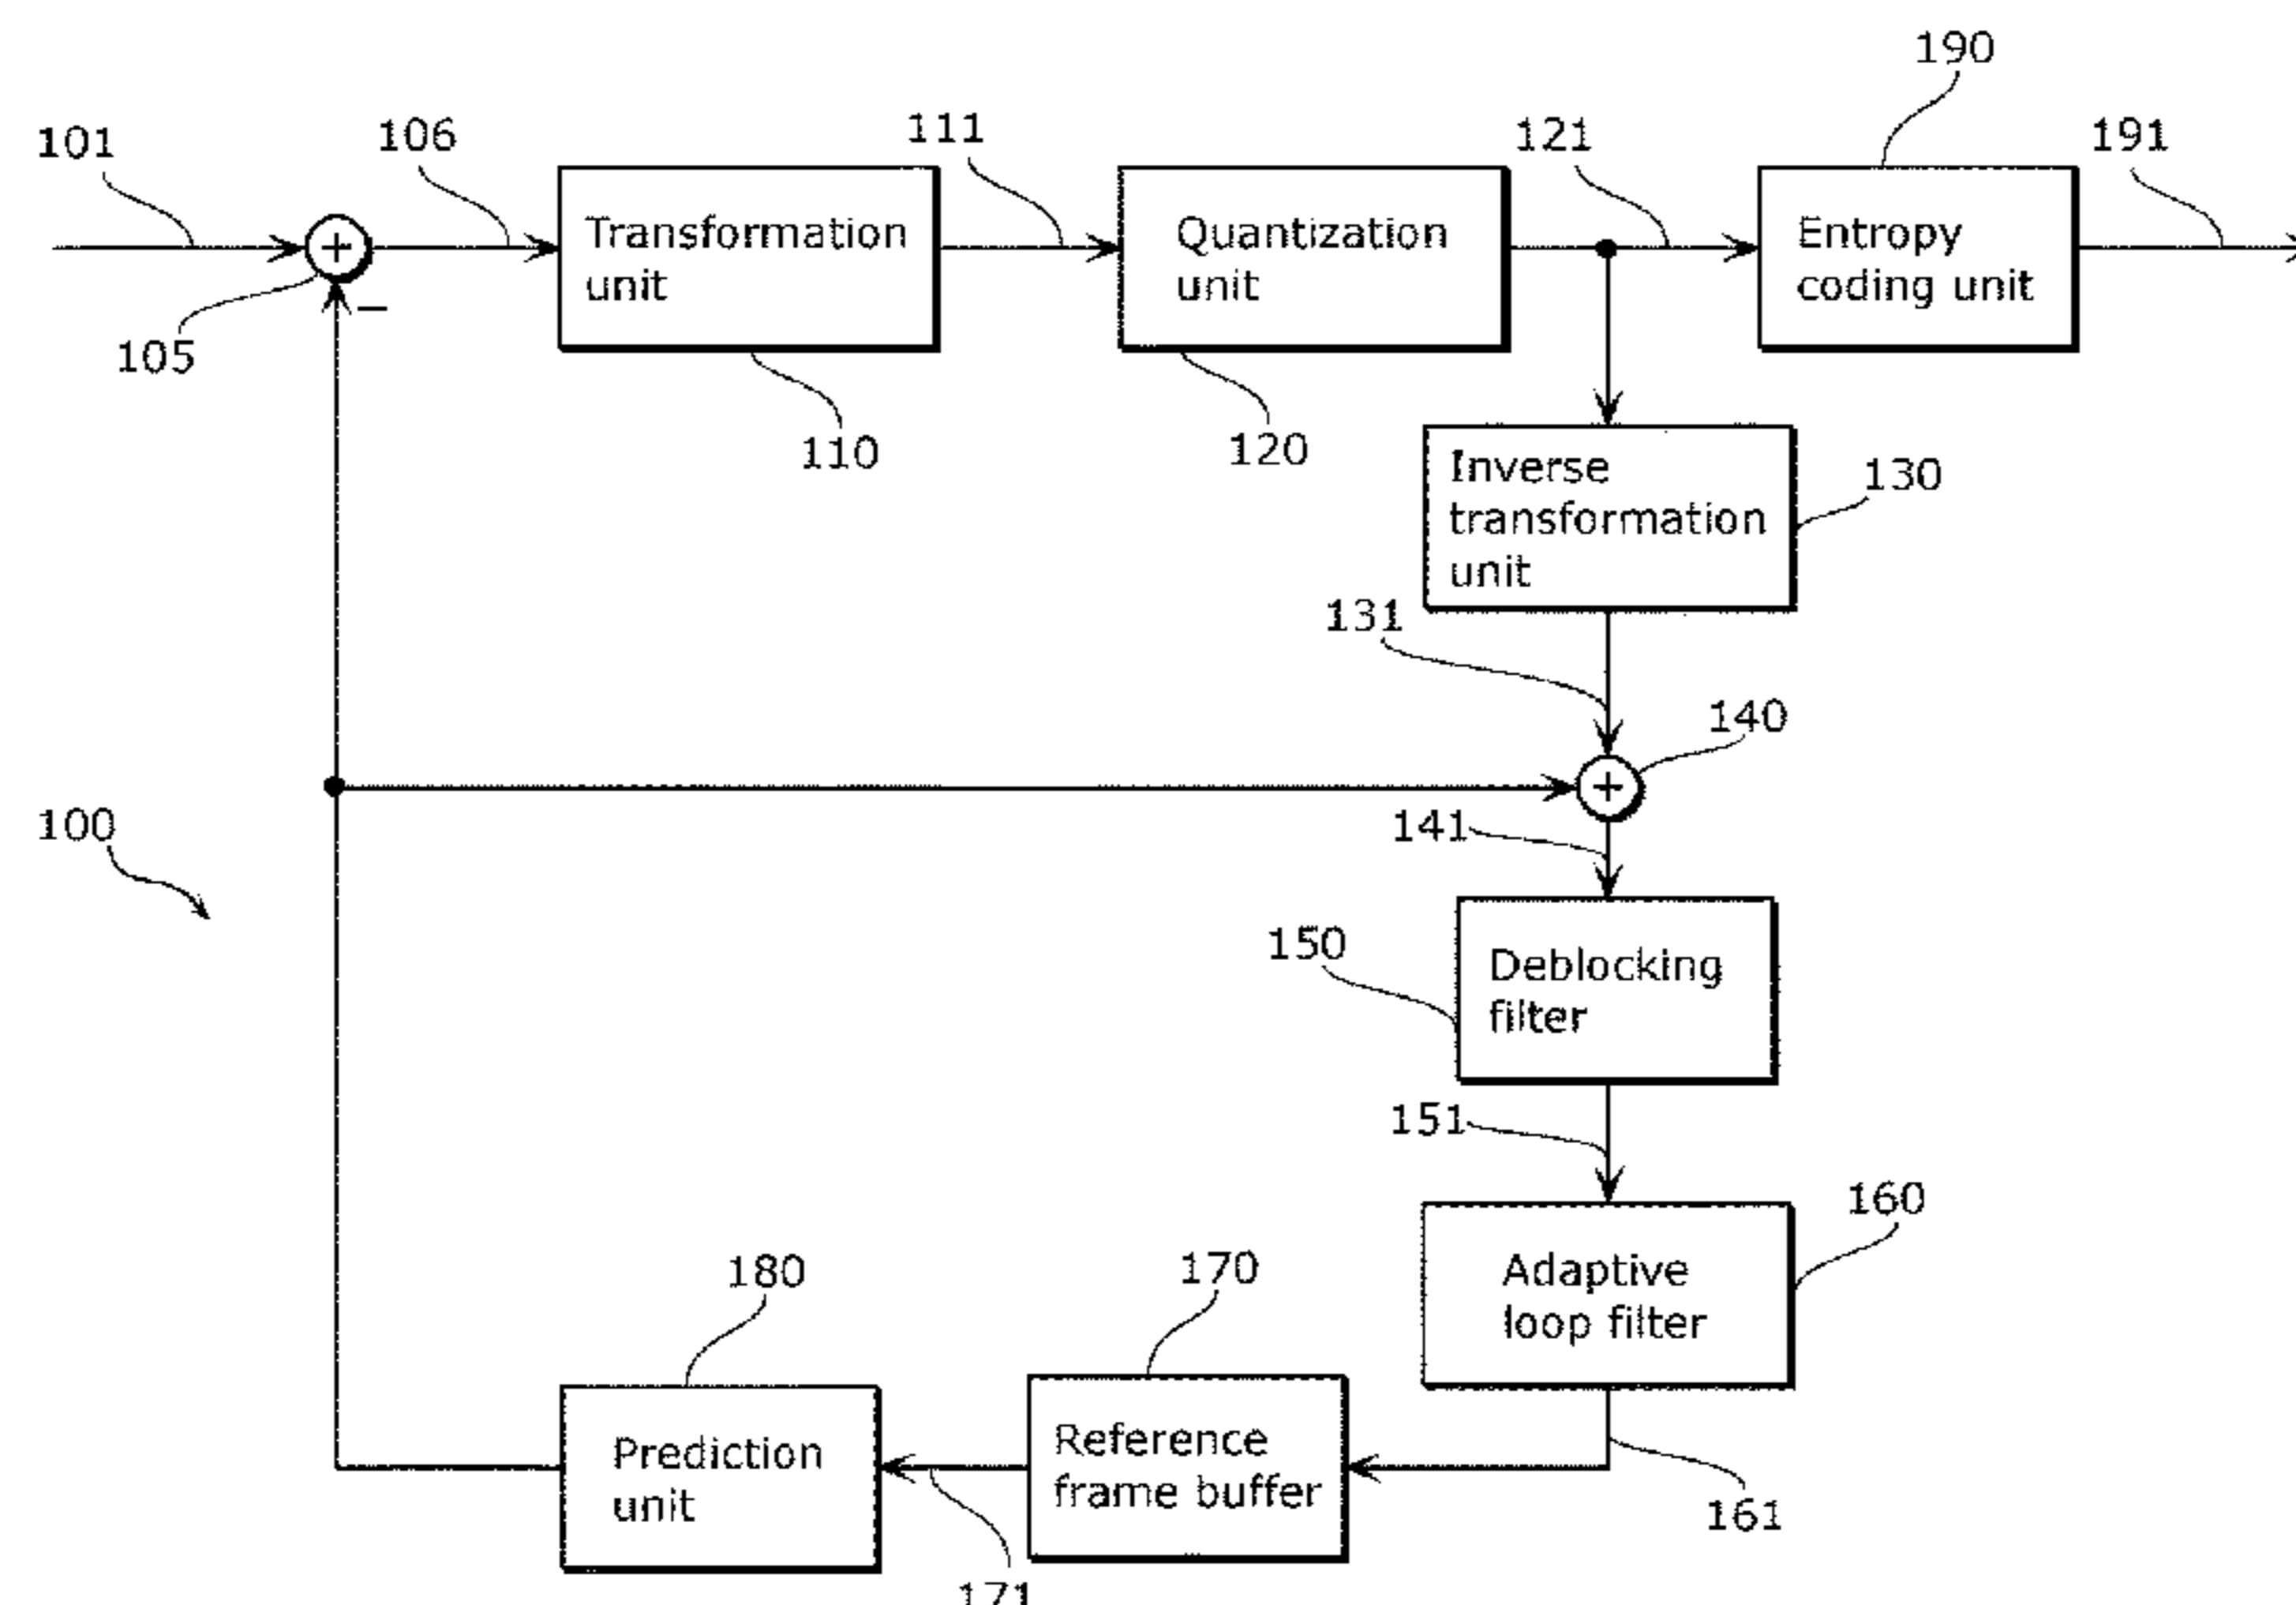 190
101
106
111
121
191
Transformation
unit
Quantization
unit
Entropy
coding unit
−
105
110
120
Inverse
transformation
unit
130
131
140
100
141
150
Deblocking
filter
151
160
Adaptive
loop filter
180
170
Prediction
unit
Reference
frame buffer
161
171